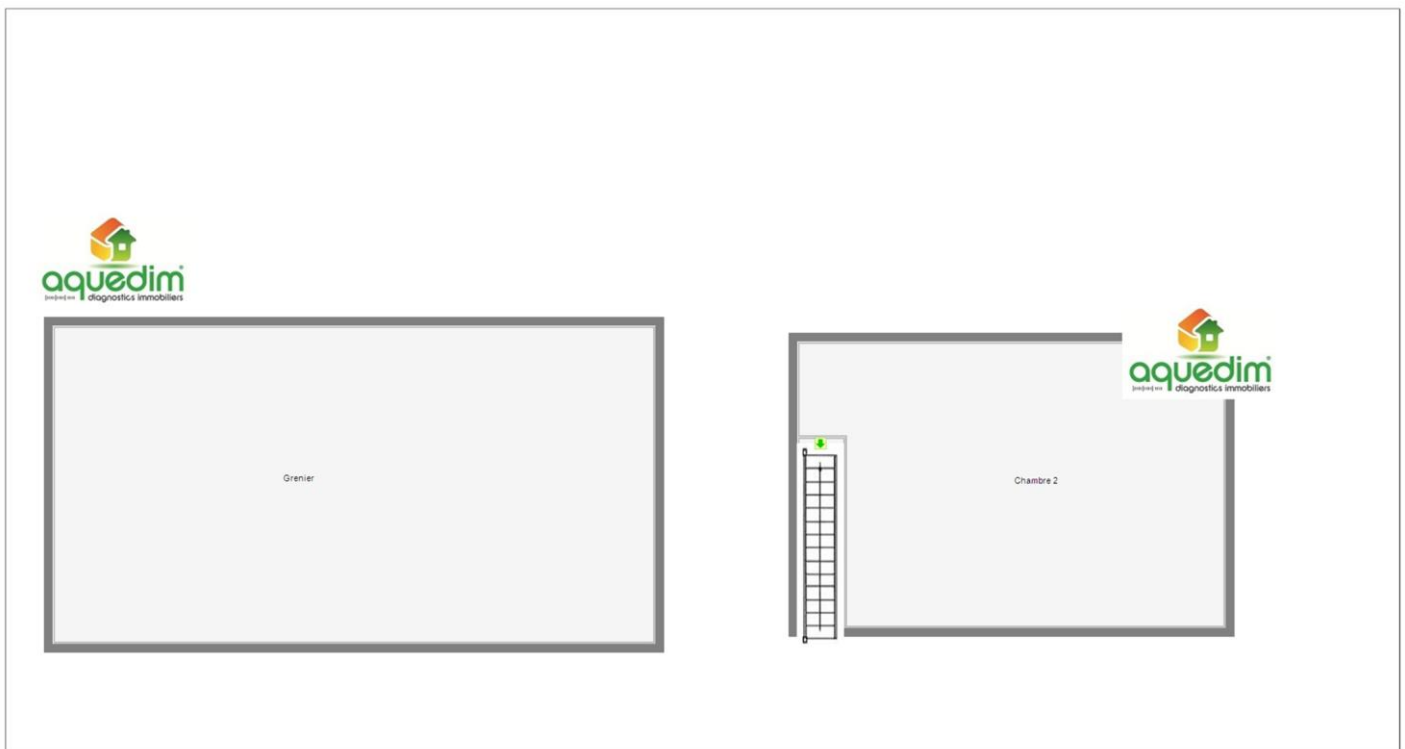 aquedim
diagnostics immobiliers
aquedim
diagnostics immobiliers
Grenier
Chambre 2